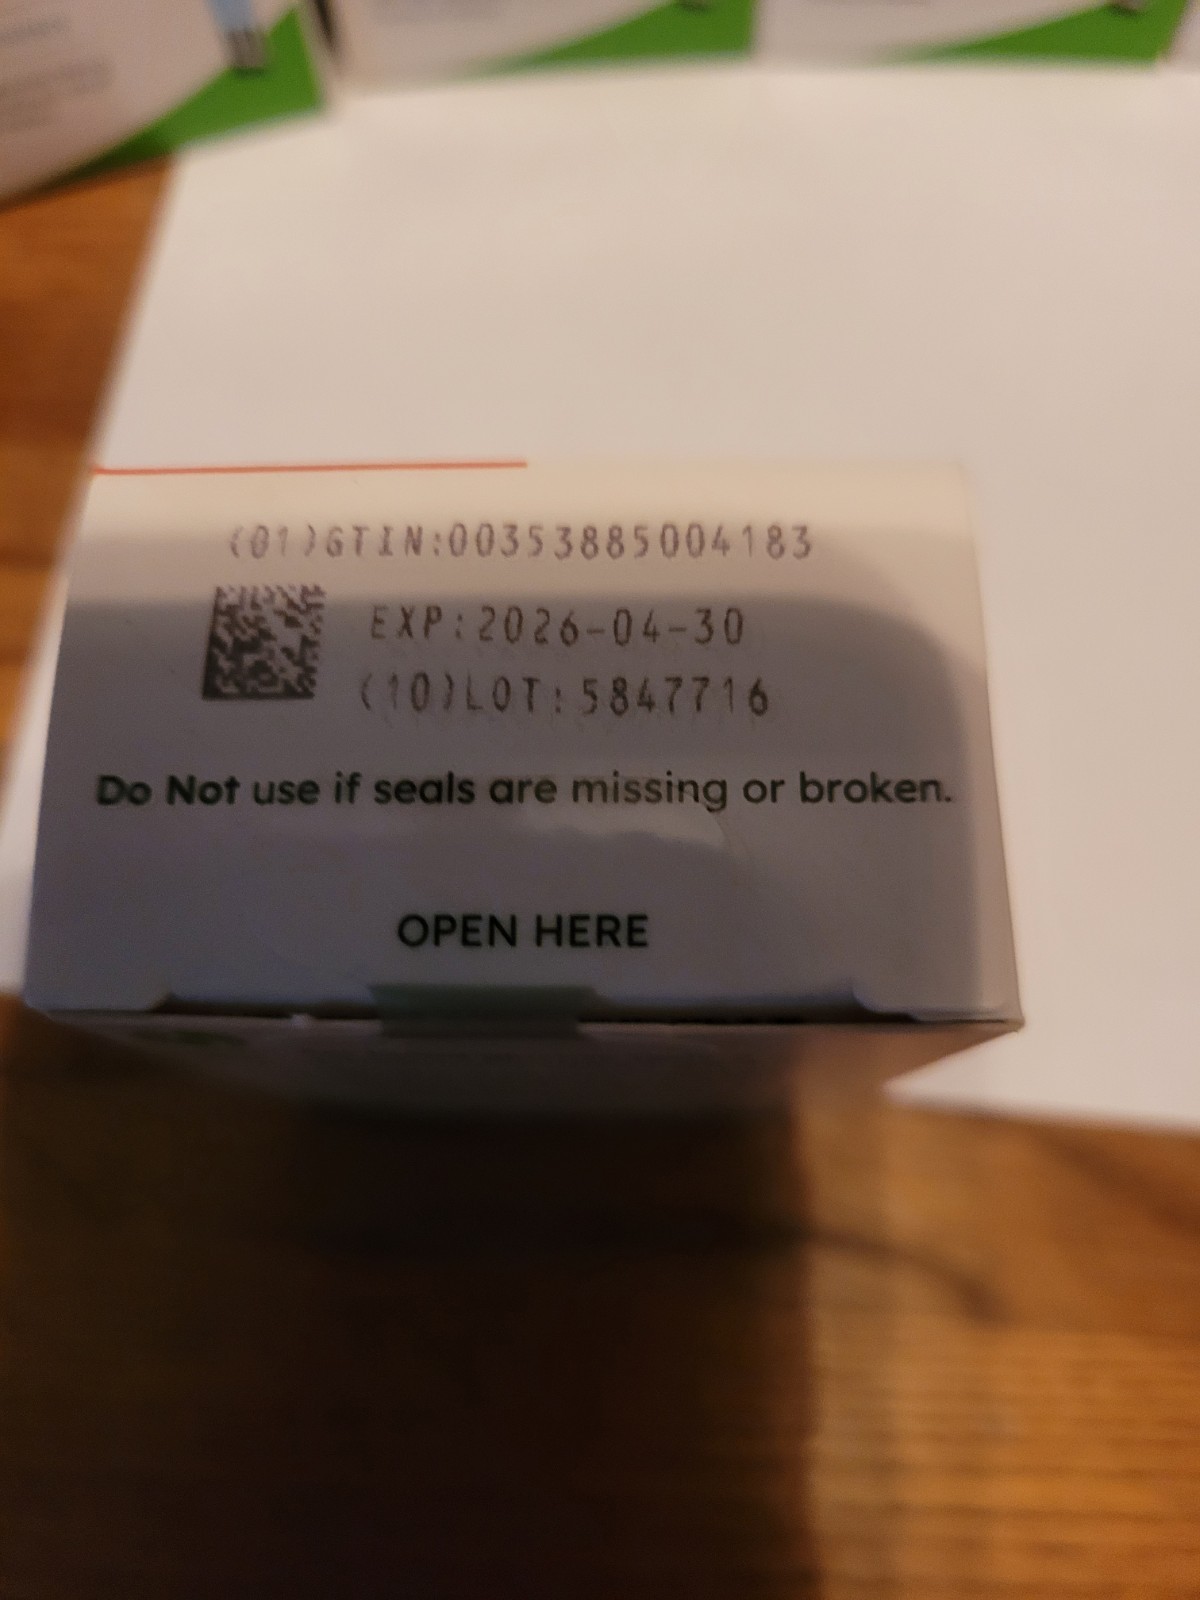 (01)GTIN:00353885004183
EXP:2026-04-30
(10)LOT:5847716
Do Not use if seals are missing or broken.
OPEN HERE